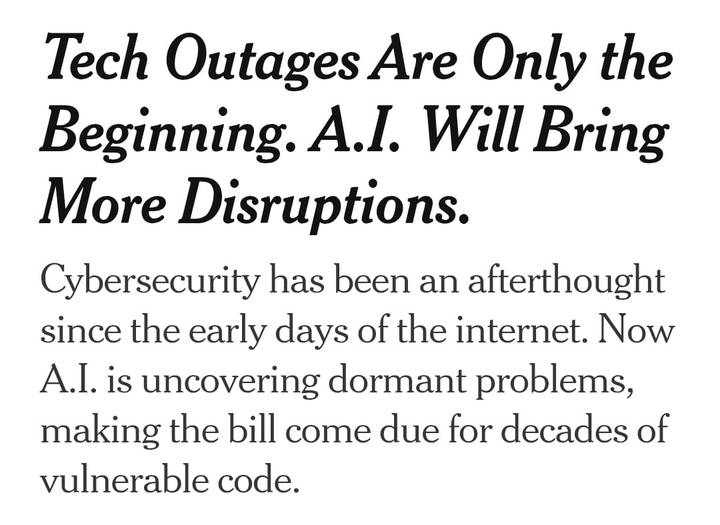 Tech Outages Are Only the
Beginning. A.I. Will Bring
More Disruptions.
Cybersecurity has been an afterthought
since the early days of the internet. Now
A.I. is uncovering dormant problems,
making the bill come due for decades of
vulnerable code.